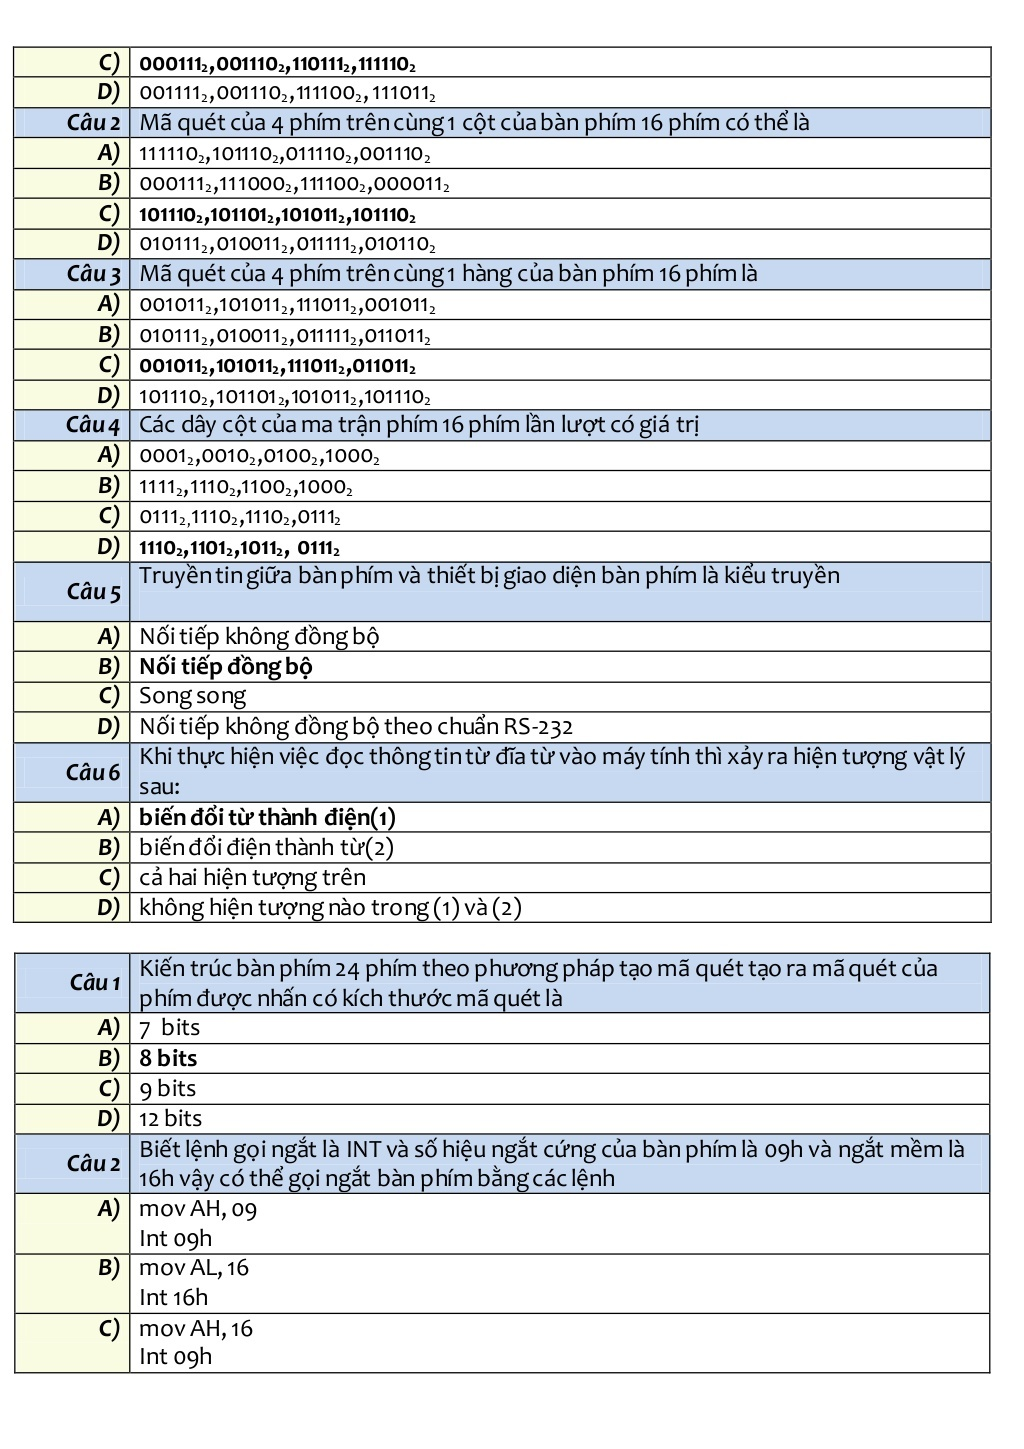 C) 000111₂,001110₂,110111₂,111110₂
D) 001111₂,001110₂,111100₂, 111011₂
Câu 2 Mã quét của 4 phím trên cùng 1 cột của bàn phím 16 phím có thể là
A) 111110₂,101110₂,011110₂,001110₂
B) 000111₂,111000₂,111100₂,000011₂
C) 101110₂,101101₂,101011₂,101110₂
D) 010111₂,010011₂,011111₂,010110₂
Câu 3 Mã quét của 4 phím trên cùng 1 hàng của bàn phím 16 phím là
A) 001011₂,101011₂,111011₂,001011₂
B) 010111₂,010011₂,011111₂,011011₂
C) 001011₂,101011₂,111011₂,011011₂
D) 101110₂,101101₂,101011₂,101110₂
Câu 4 Các dây cột của ma trận phím 16 phím lần lượt có giá trị
A) 0001₂,0010₂,0100₂,1000₂
B) 1111₂,1110₂,1100₂,1000₂
C) 0111₂,1110₂,1110₂,0111₂
D) 1110₂,1101₂,1011₂, 0111₂
Câu 5 Truyền tin giữa bàn phím và thiết bị giao diện bàn phím là kiểu truyền
A) Nối tiếp không đồng bộ
B) Nối tiếp đồng bộ
C) Song song
D) Nối tiếp không đồng bộ theo chuẩn RS-232
Câu 6 Khi thực hiện việc đọc thông tin từ đĩa từ vào máy tính thì xảy ra hiện tượng vật lý
sau:
A) biến đổi từ thành điện(1)
B) biến đổi điện thành từ(2)
C) cả hai hiện tượng trên
D) không hiện tượng nào trong (1) và (2)
Câu 1 Kiến trúc bàn phím 24 phím theo phương pháp tạo mã quét tạo ra mã quét của
phím được nhấn có kích thước mã quét là
A) 7 bits
B) 8 bits
C) 9 bits
D) 12 bits
Câu 2 Biết lệnh gọi ngắt là INT và số hiệu ngắt cứng của bàn phím là 09h và ngắt mềm là
16h vậy có thể gọi ngắt bàn phím bằng các lệnh
A) mov AH, 09
Int 09h
B) mov AL, 16
Int 16h
C) mov AH, 16
Int 09h